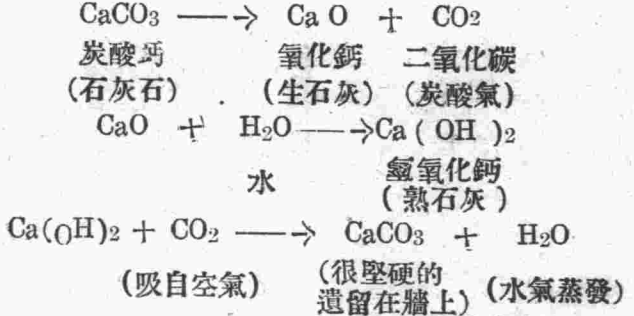 CaCO₃ ⟶ CaO + CO₂
炭酸鈣 氧化鈣 二氧化碳
(石灰石) (生石灰) (炭酸氣)
CaO + H₂O ⟶ Ca(OH)₂
水 氫氧化鈣
(熟石灰)
Ca(OH)₂ + CO₂ ⟶ CaCO₃ + H₂O
(吸自空氣) (很堅硬的 (水氣蒸發)
遺留在牆上)